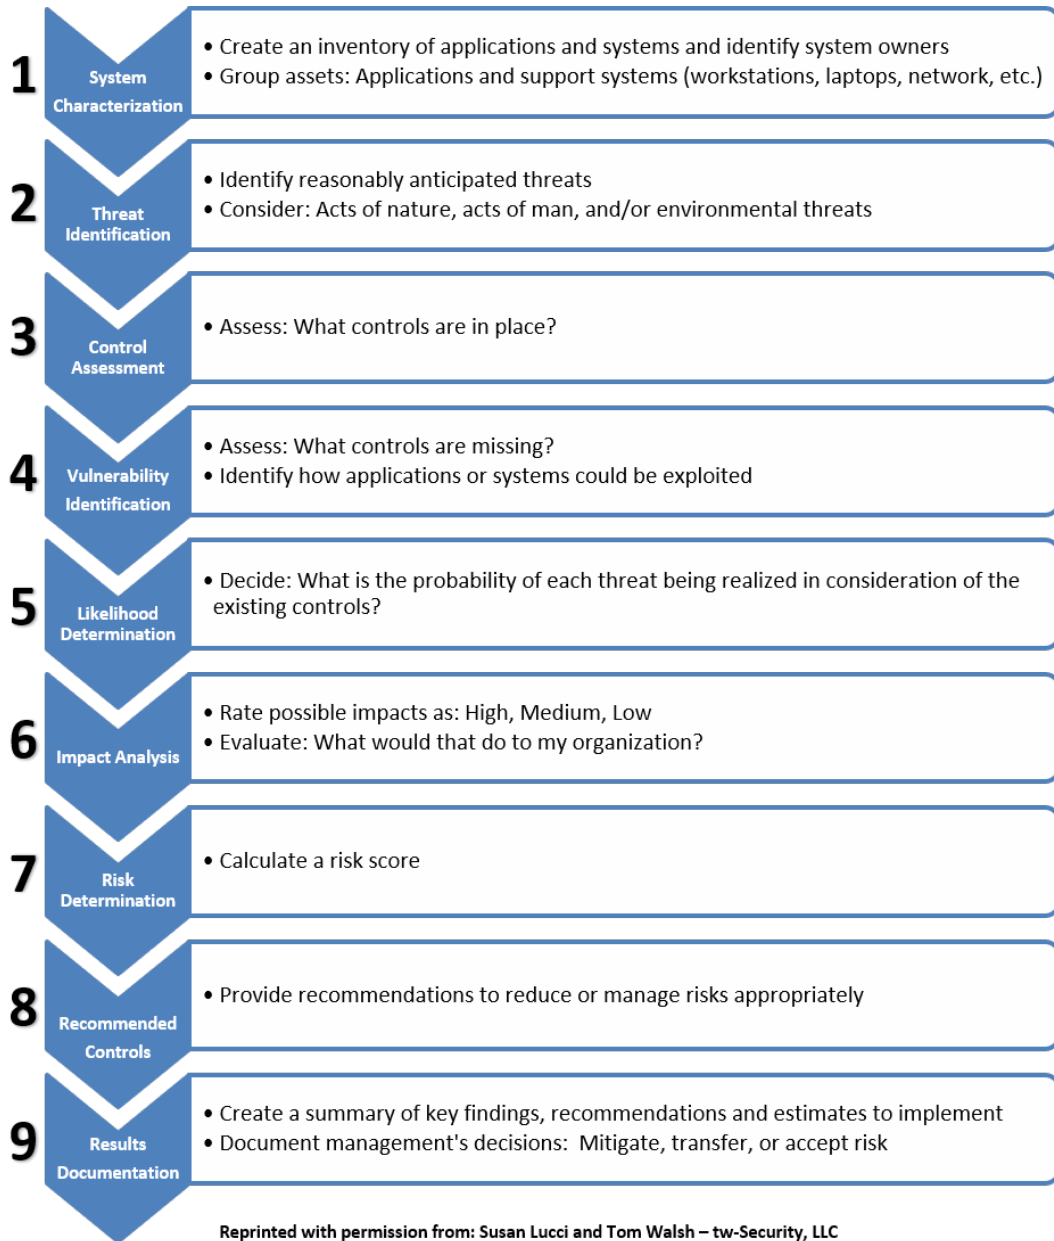 1
System
Characterization
• Create an inventory of applications and systems and identify system owners
• Group assets: Applications and support systems (workstations, laptops, network, etc.)
2
Threat
Identification
• Identify reasonably anticipated threats
• Consider: Acts of nature, acts of man, and/or environmental threats
3
Control
Assessment
• Assess: What controls are in place?
4
Vulnerability
Identification
• Assess: What controls are missing?
• Identify how applications or systems could be exploited
5
Likelihood
Determination
• Decide: What is the probability of each threat being realized in consideration of the
existing controls?
6
Impact Analysis
• Rate possible impacts as: High, Medium, Low
• Evaluate: What would that do to my organization?
7
Risk
Determination
• Calculate a risk score
8
Recommended
Controls
• Provide recommendations to reduce or manage risks appropriately
9
Results
Documentation
• Create a summary of key findings, recommendations and estimates to implement
• Document management's decisions:  Mitigate, transfer, or accept risk
Reprinted with permission from: Susan Lucci and Tom Walsh – tw-Security, LLC